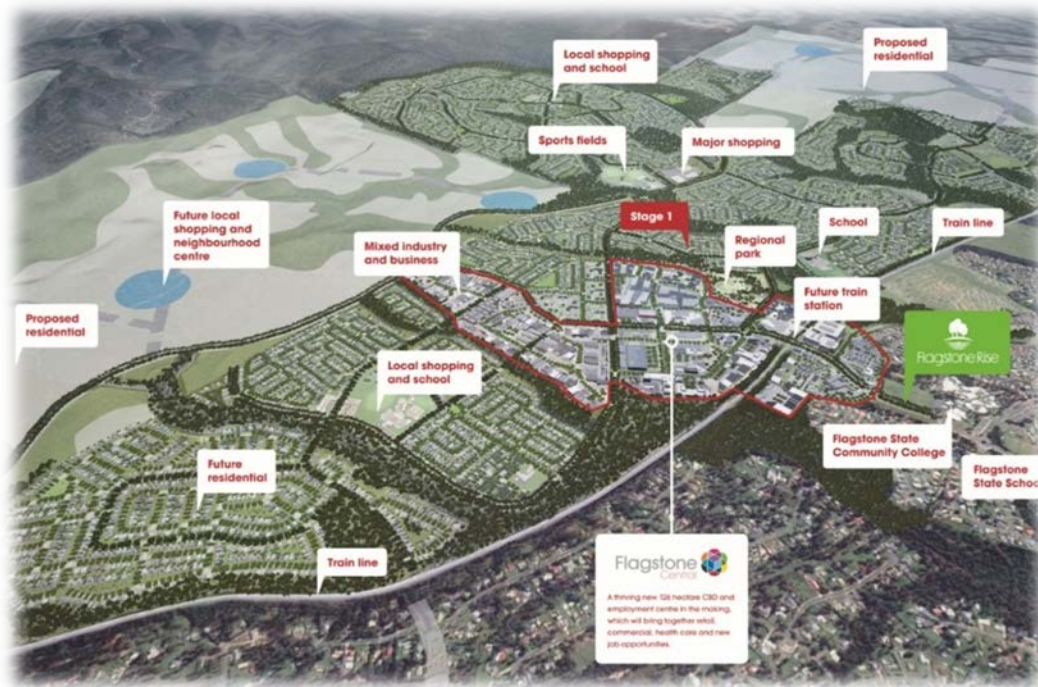 Local shopping
and school
Proposed
residential
Sports fields
Major shopping
Future local
shopping and
neighbourhood
centre
Mixed industry
and business
Stage 1
Regional
park
School
Train line
Future train
station
Proposed
residential
Flagstone Rise
Local shopping
and school
Flagstone State
Community College
Flagstone
State Schoo
Future
residential
Train line
Flagstone
Central
A thriving new 126 hectare CBD and
employment centre in the making,
which will bring together retail,
commercial, health care and new
job opportunities.